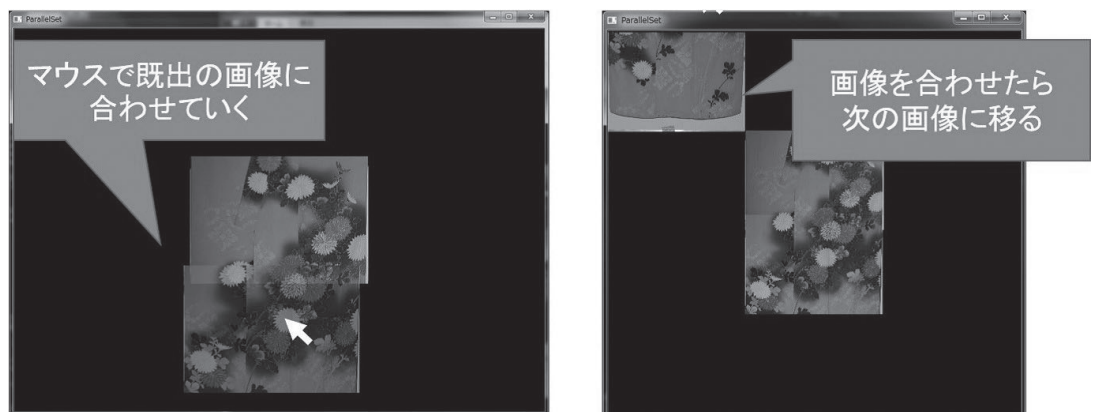 ParallelSet
マウスで既出の画像に
合わせていく
ParallelSet
画像を合わせたら
次の画像に移る